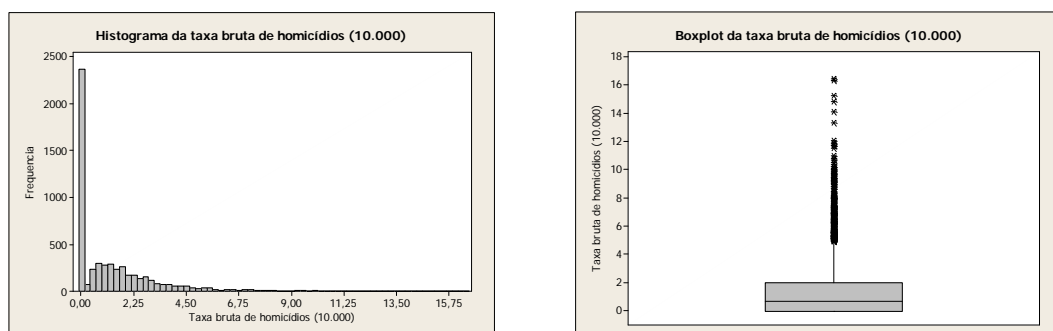 Histograma da taxa bruta de homicídios (10.000)
2500
2000
1500
1000
500
0
Frequencia
0,00 2,25 4,50 6,75 9,00 11,25 13,50 15,75
Taxa bruta de homicídios (10.000)
Boxplot da taxa bruta de homicídios (10.000)
18
16
14
12
10
8
6
4
2
0
Taxa bruta de homicídios (10.000)